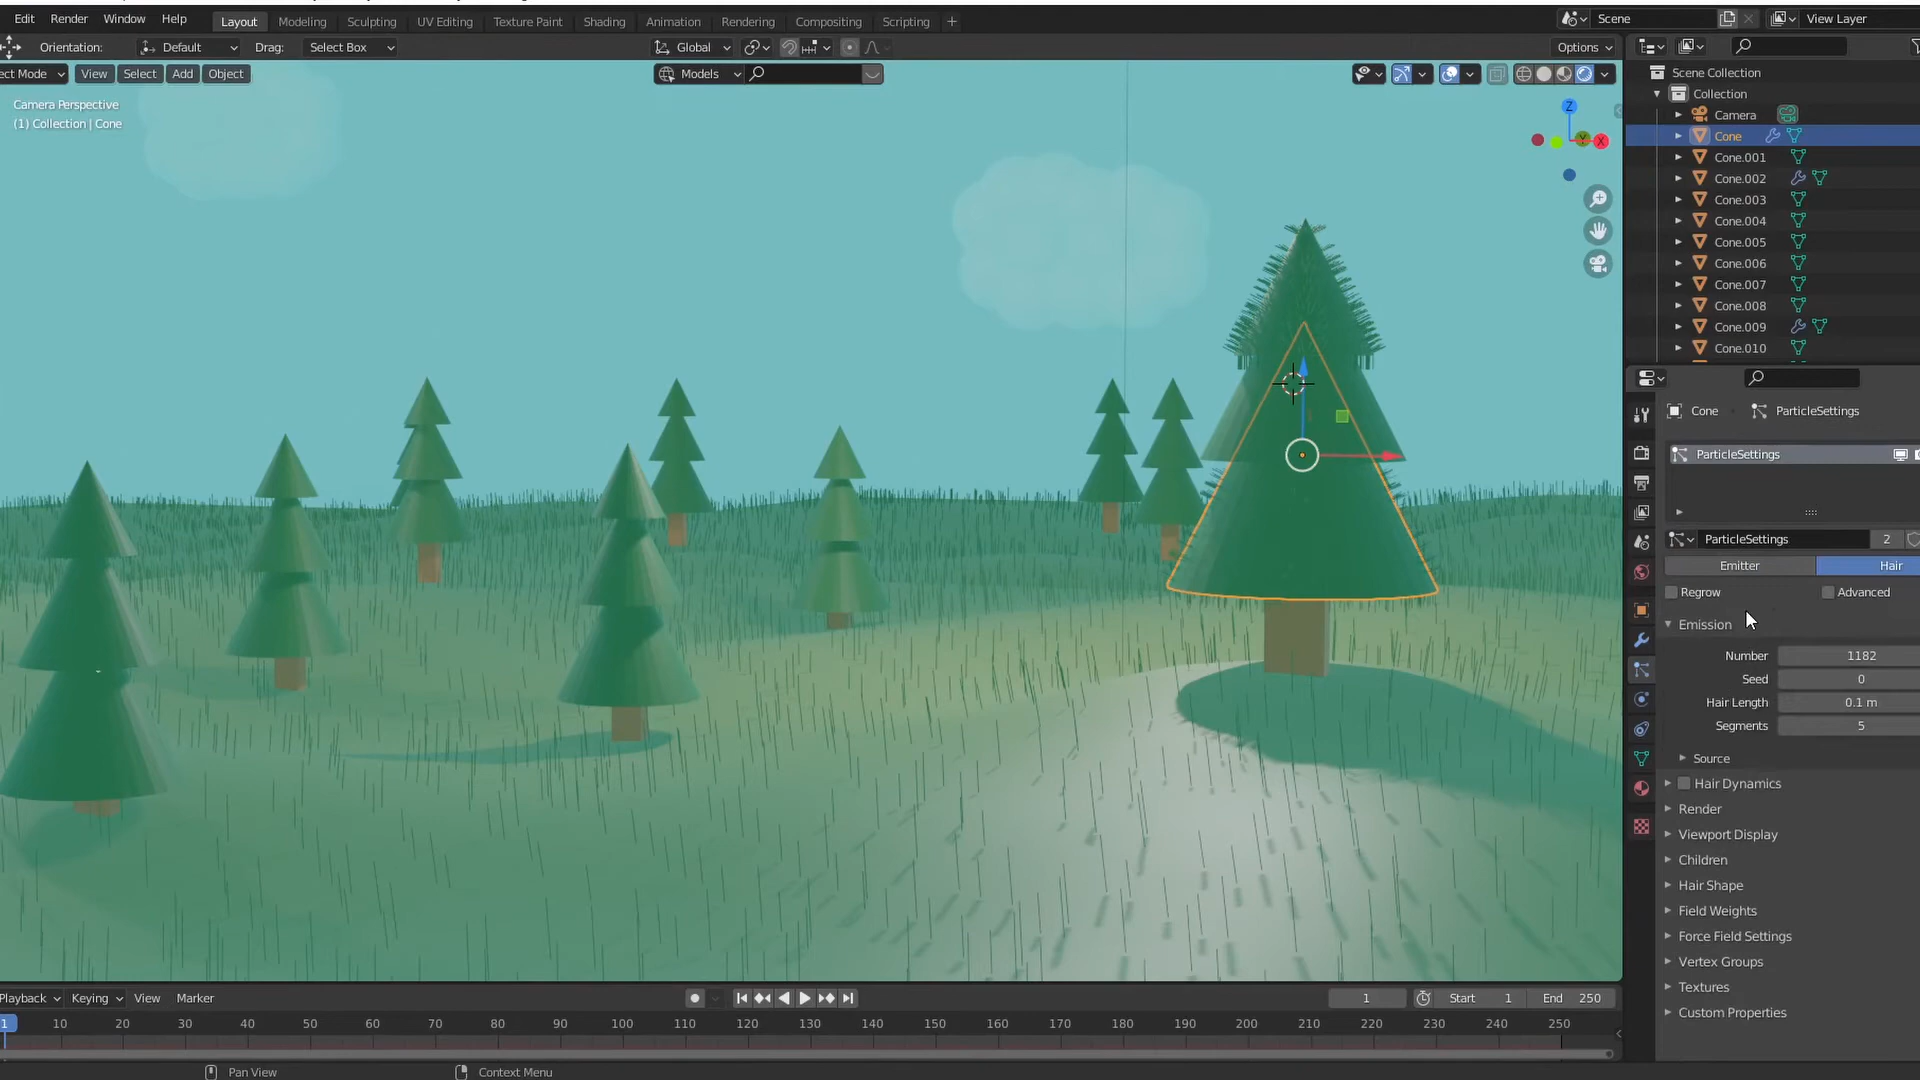 Edit Render Window Help Layout Modeling Sculpting UV Editing Texture Paint Shading Animation Rendering Compositing Scripting + Scene View Layer
Orientation: Default Drag: Select Box Global Options
ect Mode View Select Add Object Models
Camera Perspective
(1) Collection | Cone
Z
Y
X
Scene Collection
Collection
Camera
Cone
Cone.001
Cone.002
Cone.003
Cone.004
Cone.005
Cone.006
Cone.007
Cone.008
Cone.009
Cone.010
Cone ParticleSettings
ParticleSettings
ParticleSettings 2
Emitter Hair
Regrow Advanced
Emission
Number 1182
Seed 0
Hair Length 0.1 m
Segments 5
Source
Hair Dynamics
Render
Viewport Display
Children
Hair Shape
Field Weights
Force Field Settings
Vertex Groups
Textures
Custom Properties
Playback Keying View Marker 1 Start 1 End 250
1 10 20 30 40 50 60 70 80 90 100 110 120 130 140 150 160 170 180 190 200 210 220 230 240 250
Pan View Context Menu